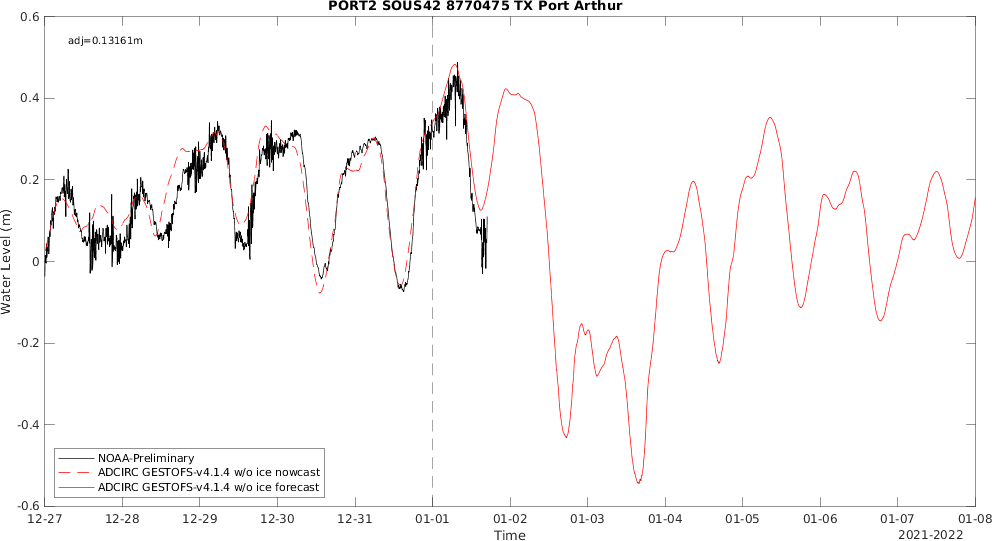 PORT2 SOUS42 8770475 TX Port Arthur
adj=0.13161m
Water Level (m)
0.6
0.4
0.2
0
-0.2
-0.4
-0.6
NOAA-Preliminary
ADCIRC GESTOFS-v4.1.4 w/o ice nowcast
ADCIRC GESTOFS-v4.1.4 w/o ice forecast
12-27 12-28 12-29 12-30 12-31 01-01 01-02 01-03 01-04 01-05 01-06 01-07 01-08
Time
2021-2022